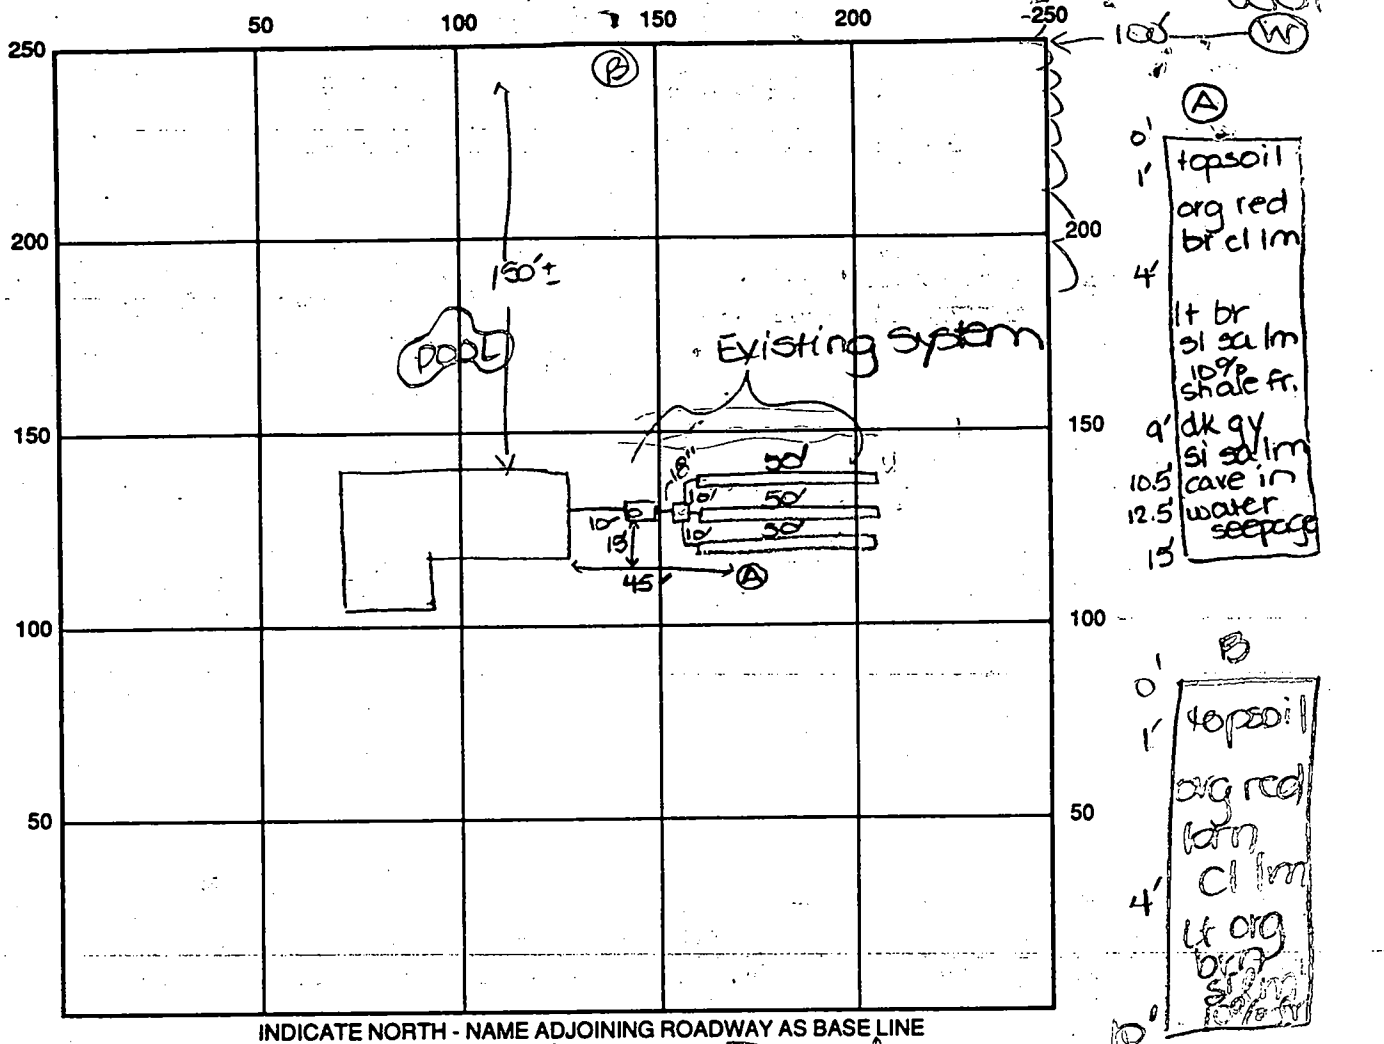 50 100 150 200 -250
250
B
100'
W
A
0'
topsoil
1'
org red
br cl lm
200
200
150'±
4'
lt br
si sa lm
10%
shale fr.
POOL
Existing System
150
150
9'
dk gy
si sa lm
10.5'
cave in
12.5'
water
seepage
15'
18"
50'
10'
50'
10'
10'
50'
15'
45'
A
100
100
B
0'
topsoil
1'
org red
brn
cl lm
50
50
4'
lt org
brn
10'
INDICATE NORTH - NAME ADJOINING ROADWAY AS BASE LINE